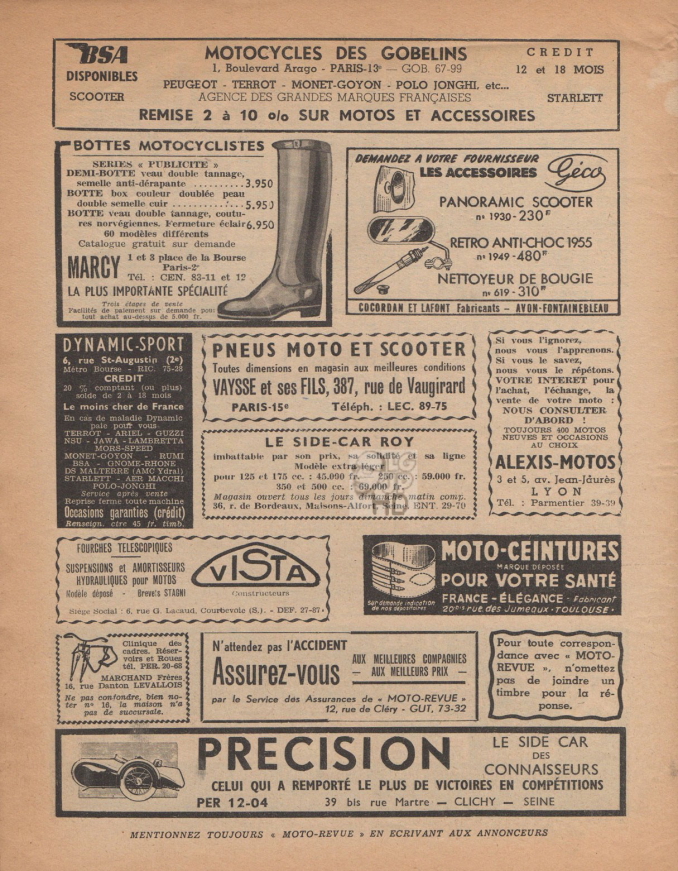 BSA
DISPONIBLES
SCOOTER
MOTOCYCLES DES GOBELINS
1, Boulevard Arago - PARIS-13e — GOB. 67-99
PEUGEOT - TERROT - MONET-GOYON - POLO JONGHI. etc...
AGENCE DES GRANDES MARQUES FRANÇAISES
CREDIT
12 et 18 MOIS
STARLETT
REMISE 2 à 10 % SUR MOTOS ET ACCESSOIRES
BOTTES MOTOCYCLISTES
SERIES « PUBLICITE »
DEMI-BOTTE veau double tannage,
semelle anti-dérapante ..........3,950
BOTTE box couleur doublée peau
double semelle cuir ............5.950
BOTTE veau double tannage, coutu-
res norvégiennes. Fermeture éclair 6,950
60 modèles différents
Catalogue gratuit sur demande
MARCY
1 et 3 place de la Bourse
Paris-2e
Tél. : CEN. 83-11 et 12
LA PLUS IMPORTANTE SPÉCIALITÉ
Trois étapes de vente
Facilités de paiement sur demande pour
tout achat au-dessus de 5.000 fr.
DEMANDEZ A VOTRE FOURNISSEUR
LES ACCESSOIRES
Géco
PANORAMIC SCOOTER
n° 1930 - 230 F
RETRO ANTI-CHOC 1955
n° 1949 - 480 F
NETTOYEUR DE BOUGIE
n° 619 - 310 F
COCORDAN ET LAFONT Fabricants — AVON-FONTAINEBLEAU
DYNAMIC-SPORT
6, rue St-Augustin (2e)
Métro Bourse - RIC. 75-28
CREDIT
20 % comptant (ou plus)
solde de 2 à 18 mois
Le moins cher de France
En cas de maladie Dynamic
paie pour vous
TERROT - ARIEL - GUZZI
NSU - JAWA - LAMBRETTA
MORS-SPEED
MONET-GOYON - RUMI
BSA - GNOME-RHONE
DS MALTERRE (AMC Ydral)
STARLETT - AER MACCHI
POLO-JONGHI
Service après vente
Reprise ferme toute machine
Occasions garanties (crédit)
Renseign. ctre 45 fr. timb.
PNEUS MOTO ET SCOOTER
Toutes dimensions en magasin aux meilleures conditions
VAYSSE et ses FILS, 387, rue de Vaugirard
PARIS-15e Téléph. : LEC. 89-75
LE SIDE-CAR ROY
imbattable par son prix, sa solidité et sa ligne
Modèle extra-léger
pour 125 et 175 cc. : 45.090 fr. — 250 cc. : 59.000 fr.
350 et 500 cc. : 69.000 fr.
Magasin ouvert tous les jours dimanche matin comp.
36, r. de Bordeaux, Maisons-Alfort, Seine, ENT. 29-70
Si vous l'ignorez,
nous vous l'apprenons.
Si vous le savez,
nous vous le répétons.
VOTRE INTERET pour
l'achat, l'échange, la
vente de votre moto :
NOUS CONSULTER
D'ABORD !
TOUJOURS 400 MOTOS
NEUVES ET OCCASIONS
AU CHOIX
ALEXIS-MOTOS
3 et 5, av. Jean-Jaurès
LYON
Tél. : Parmentier 39-39
FOURCHES TELESCOPIQUES
SUSPENSIONS et AMORTISSEURS
HYDRAULIQUES pour MOTOS
Modèle déposé - Brevets STAGNI
VISTA
Constructeurs
Siège Social : 6, rue G. Lacaud, Courbevoie (S.). - DEF. 27-87
MOTO-CEINTURES
MARQUE DÉPOSÉE
POUR VOTRE SANTÉ
FRANCE - ÉLÉGANCE - Fabricant
20bis rue des Jumeaux - TOULOUSE
Sur demande indication
de nos dépositaires
Clinique des
cadres. Réser-
voirs et Roues
tél. PER. 20-68
MARCHAND Frères
16, rue Danton LEVALLOIS
Ne pas confondre, bien no-
ter n° 16, la maison n'a
pas de succursale.
N'attendez pas l'ACCIDENT
Assurez-vous
AUX MEILLEURES COMPAGNIES
— AUX MEILLEURS PRIX —
par le Service des Assurances de « MOTO-REVUE »
12, rue de Cléry - GUT, 73-32
Pour toute correspon-
dance avec « MOTO-
REVUE », n'omettez
pas de joindre un
timbre pour la ré-
ponse.
PRECISION
LE SIDE CAR
DES
CONNAISSEURS
CELUI QUI A REMPORTÉ LE PLUS DE VICTOIRES EN COMPÉTITIONS
PER 12-04 39 bis rue Martre — CLICHY — SEINE
MENTIONNEZ TOUJOURS « MOTO-REVUE » EN ECRIVANT AUX ANNONCEURS